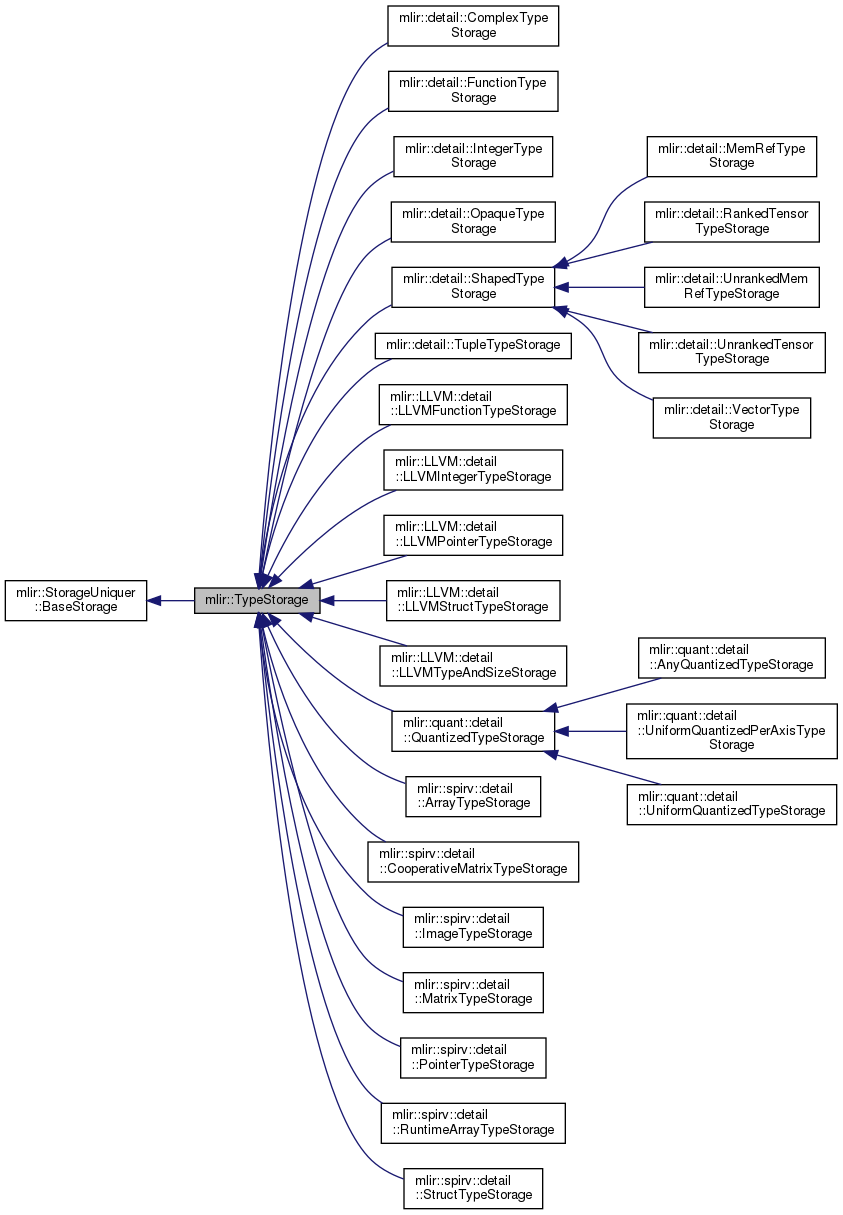 mlir::detail::ComplexType
Storage
mlir::detail::FunctionType
Storage
mlir::detail::IntegerType
Storage
mlir::detail::MemRefType
Storage
mlir::detail::OpaqueType
Storage
mlir::detail::RankedTensor
TypeStorage
mlir::detail::ShapedType
Storage
mlir::detail::UnrankedMem
RefTypeStorage
mlir::detail::TupleTypeStorage
mlir::detail::UnrankedTensor
TypeStorage
mlir::LLVM::detail
::LLVMFunctionTypeStorage
mlir::detail::VectorType
Storage
mlir::LLVM::detail
::LLVMIntegerTypeStorage
mlir::LLVM::detail
::LLVMPointerTypeStorage
mlir::StorageUniquer
::BaseStorage
mlir::TypeStorage
mlir::LLVM::detail
::LLVMStructTypeStorage
mlir::LLVM::detail
::LLVMTypeAndSizeStorage
mlir::quant::detail
::AnyQuantizedTypeStorage
mlir::quant::detail
::QuantizedTypeStorage
mlir::quant::detail
::UniformQuantizedPerAxisType
Storage
mlir::spirv::detail
::ArrayTypeStorage
mlir::quant::detail
::UniformQuantizedTypeStorage
mlir::spirv::detail
::CooperativeMatrixTypeStorage
mlir::spirv::detail
::ImageTypeStorage
mlir::spirv::detail
::MatrixTypeStorage
mlir::spirv::detail
::PointerTypeStorage
mlir::spirv::detail
::RuntimeArrayTypeStorage
mlir::spirv::detail
::StructTypeStorage